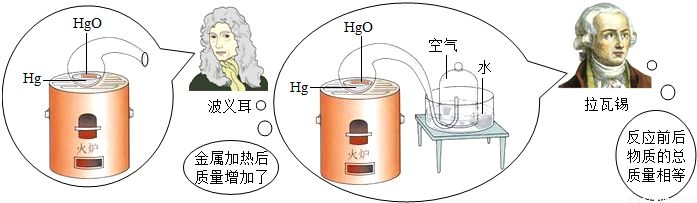 HgO
Hg
火炉
波义耳
金属加热后
质量增加了
HgO
Hg
空气
水
火炉
拉瓦锡
反应前后
物质的总
质量相等